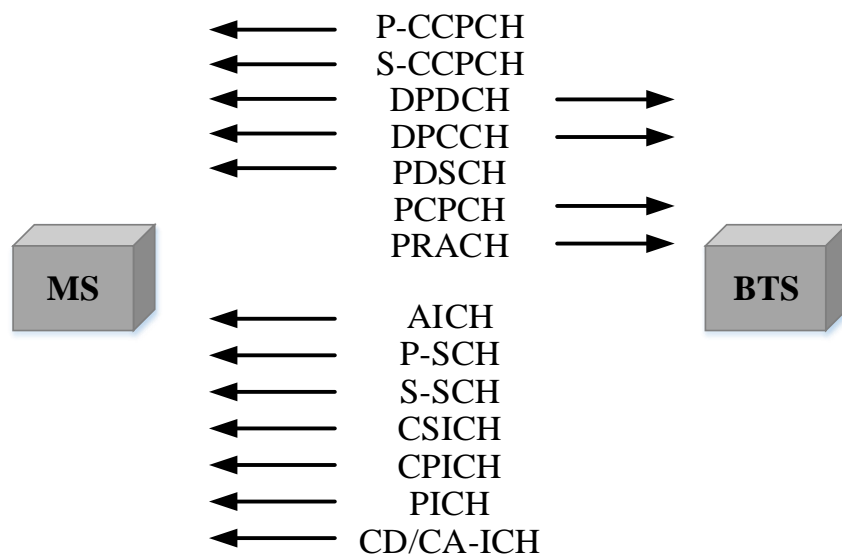 P-CCPCH
S-CCPCH
DPDCH
DPCCH
PDSCH
PCPCH
PRACH
MS
BTS
AICH
P-SCH
S-SCH
CSICH
CPICH
PICH
CD/CA-ICH